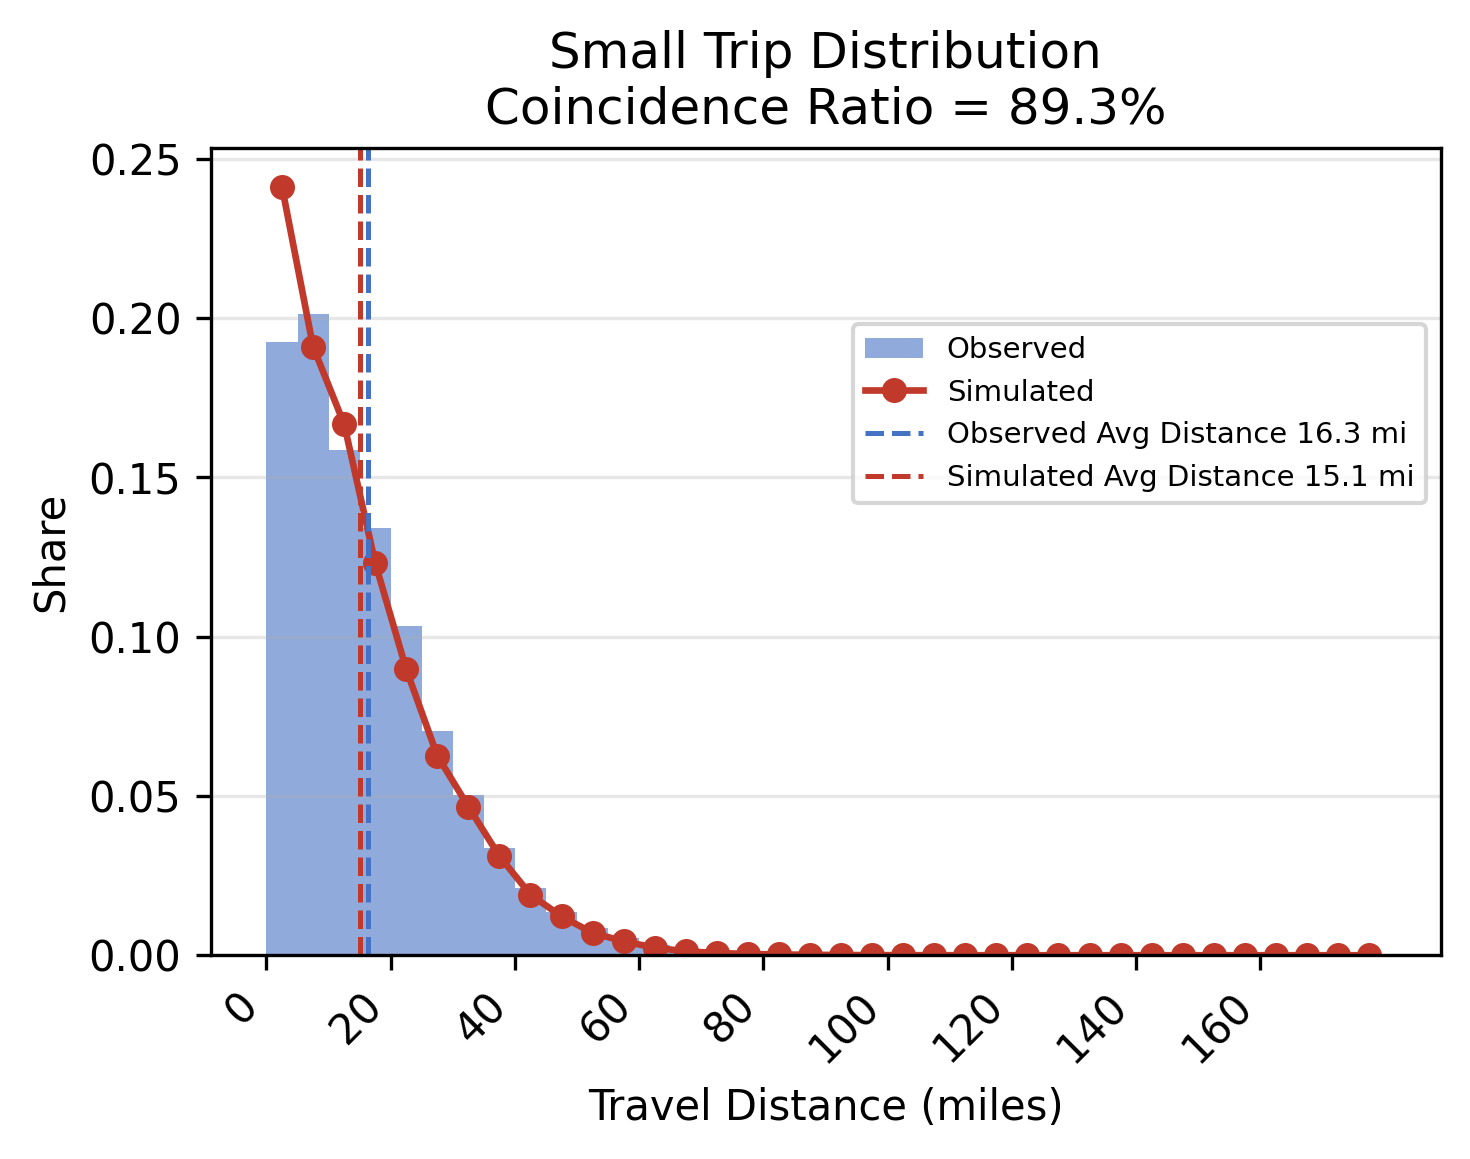 Small Trip Distribution
Coincidence Ratio = 89.3%
0.25
0.20
0.15
0.10
0.05
0.00
Share
Observed
Simulated
Observed Avg Distance 16.3 mi
Simulated Avg Distance 15.1 mi
0 20 40 60 80 100 120 140 160
Travel Distance (miles)